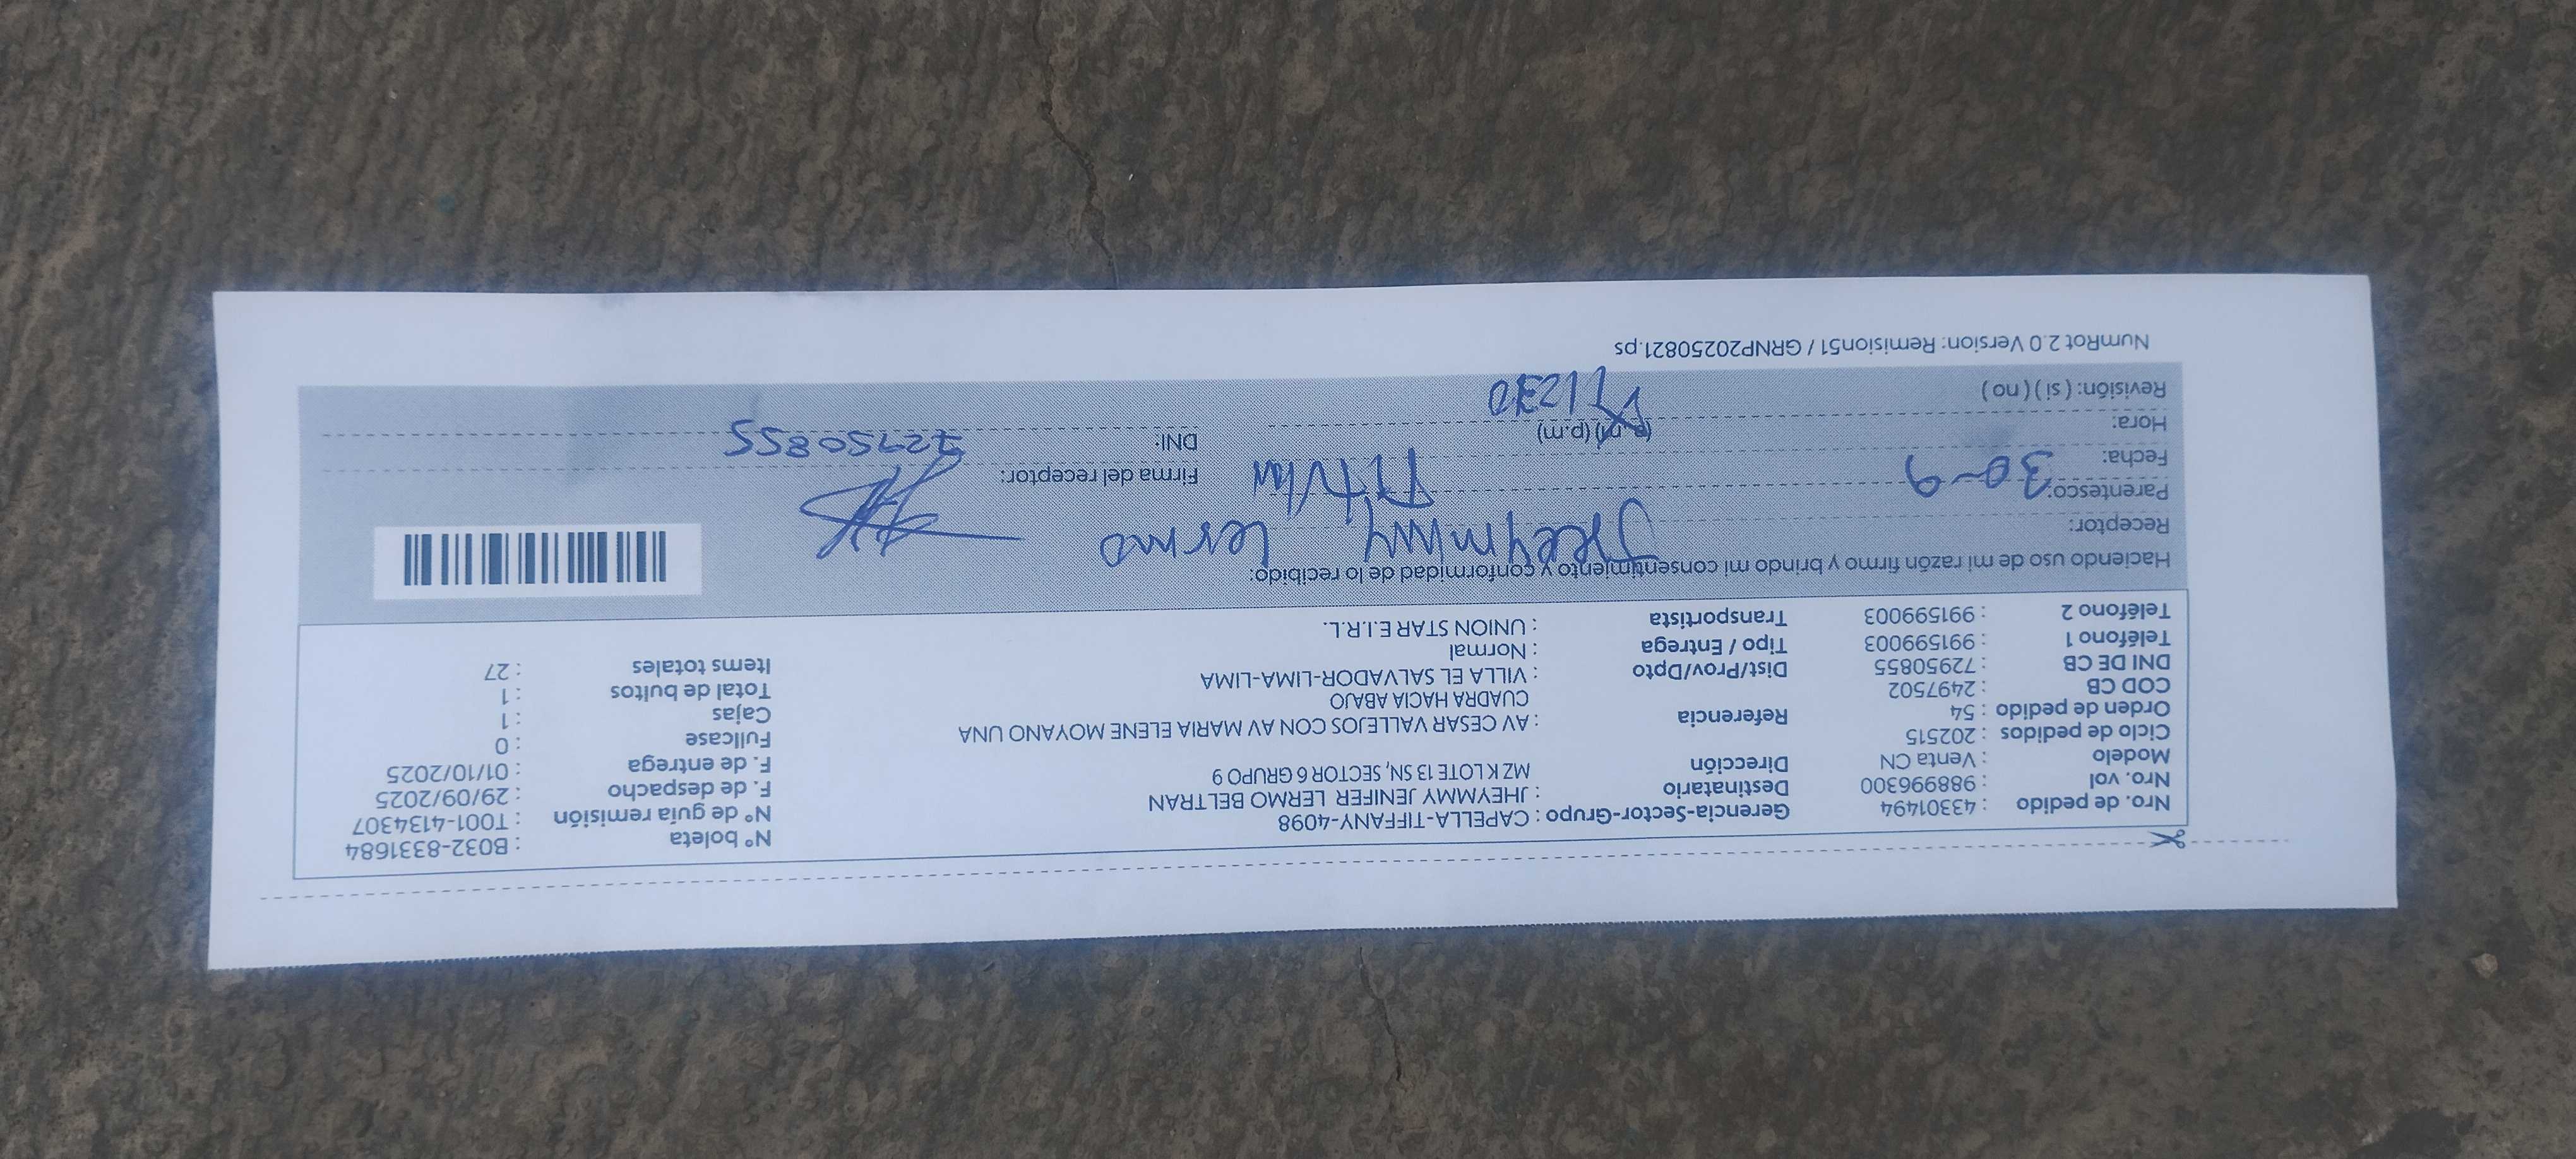 Nro. de pedido : 43301494 Gerencia-Sector-Grupo : CAPELLA-TIFFANY-4098 N° boleta : B032-8331684
Nro. vol : 988996300 Destinatario : JHEYMMY JENIFER LERMO BELTRAN N° de guía remisión : T001-4134307
Modelo : Venta CN Dirección MZ K LOTE 13 SN, SECTOR 6 GRUPO 9 F. de despacho : 29/09/2025
Ciclo de pedidos : 202515 F. de entrega : 01/10/2025
Orden de pedido : 54 Referencia : AV CESAR VALLEJOS CON AV MARIA ELENE MOYANO UNA Fullcase : 0
COD CB : 2497502 CUADRA HACIA ABAJO Cajas : 1
DNI DE CB : 72950855 Dist/Prov/Dpto : VILLA EL SALVADOR-LIMA-LIMA Total de bultos : 1
Teléfono 1 : 991599003 Tipo / Entrega : Normal Items totales : 27
Teléfono 2 : 991599003 Transportista : UNION STAR E.I.R.L.
Haciendo uso de mi razón firmo y brindo mi consentimiento y conformidad de lo recibido:
Receptor: Jheymmy Lermo
Parentesco: Titular Firma del receptor:
Fecha: 30-9
Hora: (a.m) (p.m) DNI: 72950855
Revisión: ( si ) ( no )
NumRot 2.0 Version: Remision51 / GRNP20250821.ps